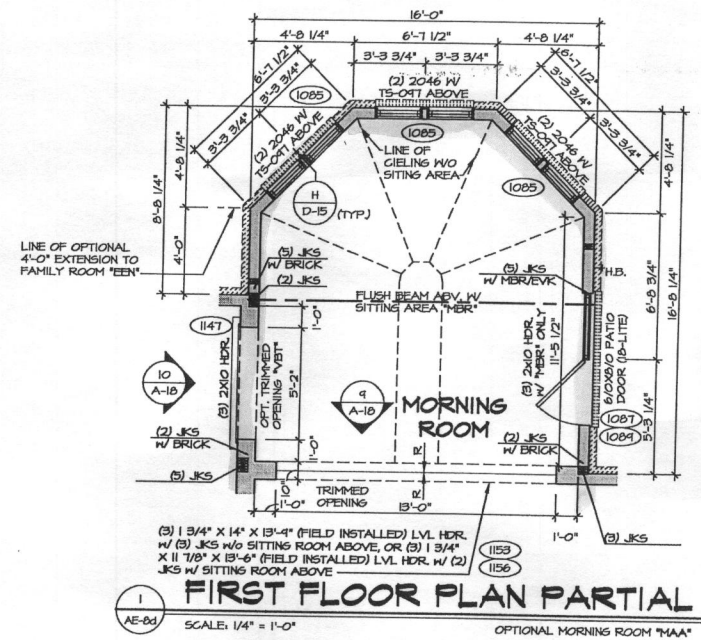 16'-0"
4'-8 1/4"
6'-7 1/2"
4'-8 1/4"
3'-3 3/4"
3'-3 3/4"
6'-7 1/2"
3'-3 3/4"
3'-3 3/4"
1085
(2) 2046 W/
TS-097 ABOVE
(2) 2046 W/
TS-097 ABOVE
1085
6'-7 1/2"
3'-3 3/4"
3'-3 3/4"
(2) 2046 W/
TS-097 ABOVE
1085
LINE OF
CIELING W/O
SITING AREA
H
D-15
(TYP.)
8'-8 1/4"
4'-8 1/4"
4'-0"
LINE OF OPTIONAL
4'-0" EXTENSION TO
FAMILY ROOM "EEN"
(5) JKS
W/ BRICK
(2) JKS
(5) JKS
W/ MBR/EVK
H.B.
FLUSH BEAM ABV. W/
SITTING AREA "MBR"
6'-8 3/4"
16'-8 1/4"
5'-3 1/4"
1147
(3) 2X10 HDR.
OPT. TRIMMED
OPENING "VBT"
1'-0"
5'-2"
1'-0"
10
A-18
9
A-18
MORNING
ROOM
(3) 2X10 HDR.
W/ "MBR" ONLY
11'-5 1/2"
6/0X8/0 PATIO
DOOR (18-LITE)
1087
1089
(2) JKS
W/ BRICK
(5) JKS
(2) JKS
W/ BRICK
(3) JKS
10"
1'-0"
TRIMMED
OPENING
R
R
13'-0"
1'-0"
(3) 1 3/4" X 14" X 13'-9" (FIELD INSTALLED) LVL HDR.
W/ (3) JKS W/O SITTING ROOM ABOVE, OR (3) 1 3/4"
X 11 7/8" X 13'-6" (FIELD INSTALLED) LVL HDR. W/ (2)
JKS W/ SITTING ROOM ABOVE
1153
1156
1
AE-8d
FIRST FLOOR PLAN PARTIAL
SCALE: 1/4" = 1'-0"
OPTIONAL MORNING ROOM "MAA"